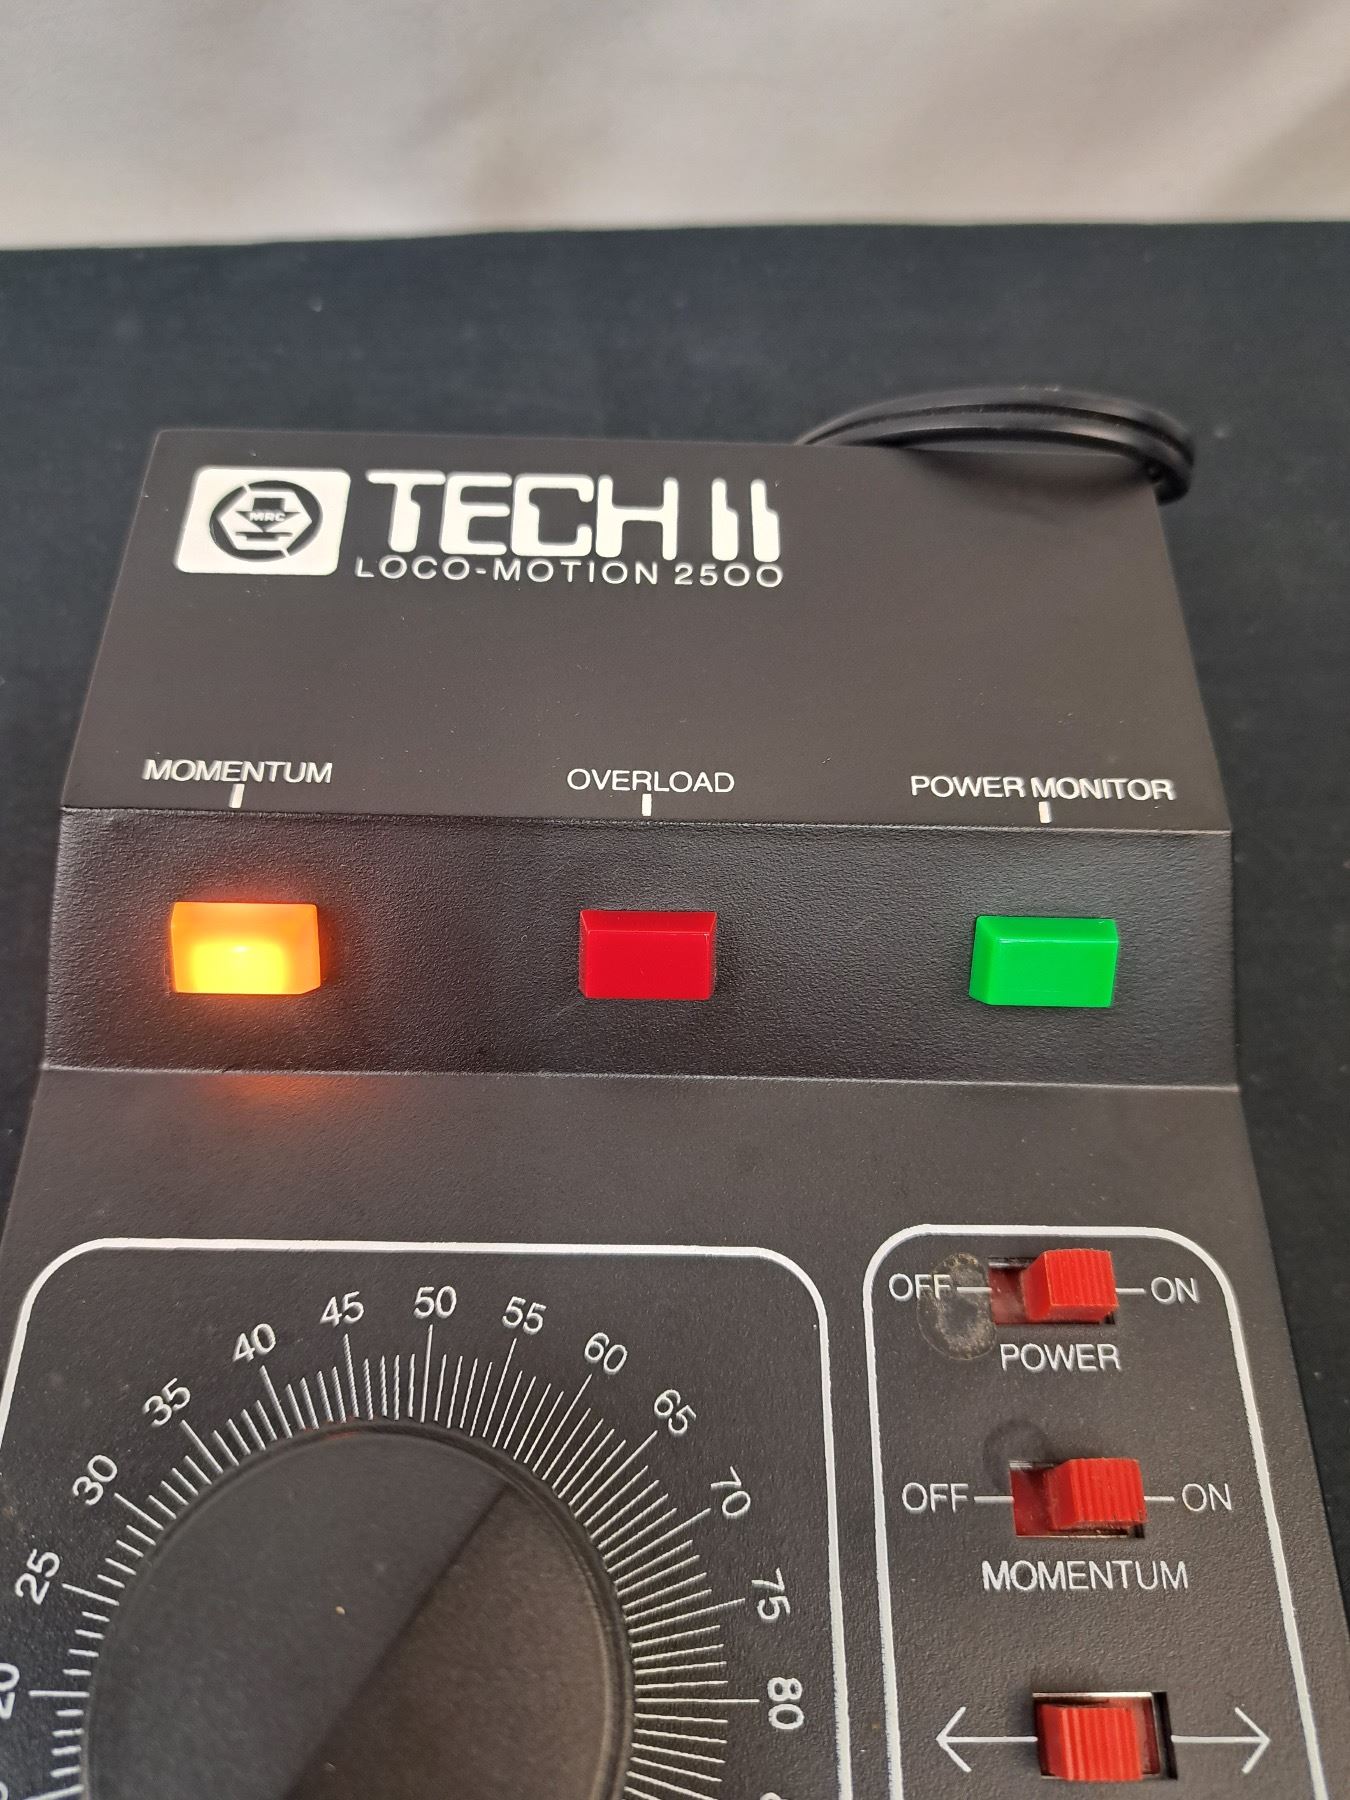 MRC
TECH II
LOCO-MOTION 2500
MOMENTUM
OVERLOAD
POWER MONITOR
OFF
ON
POWER
OFF
ON
MOMENTUM
20
25
30
35
40
45
50
55
60
65
70
75
80